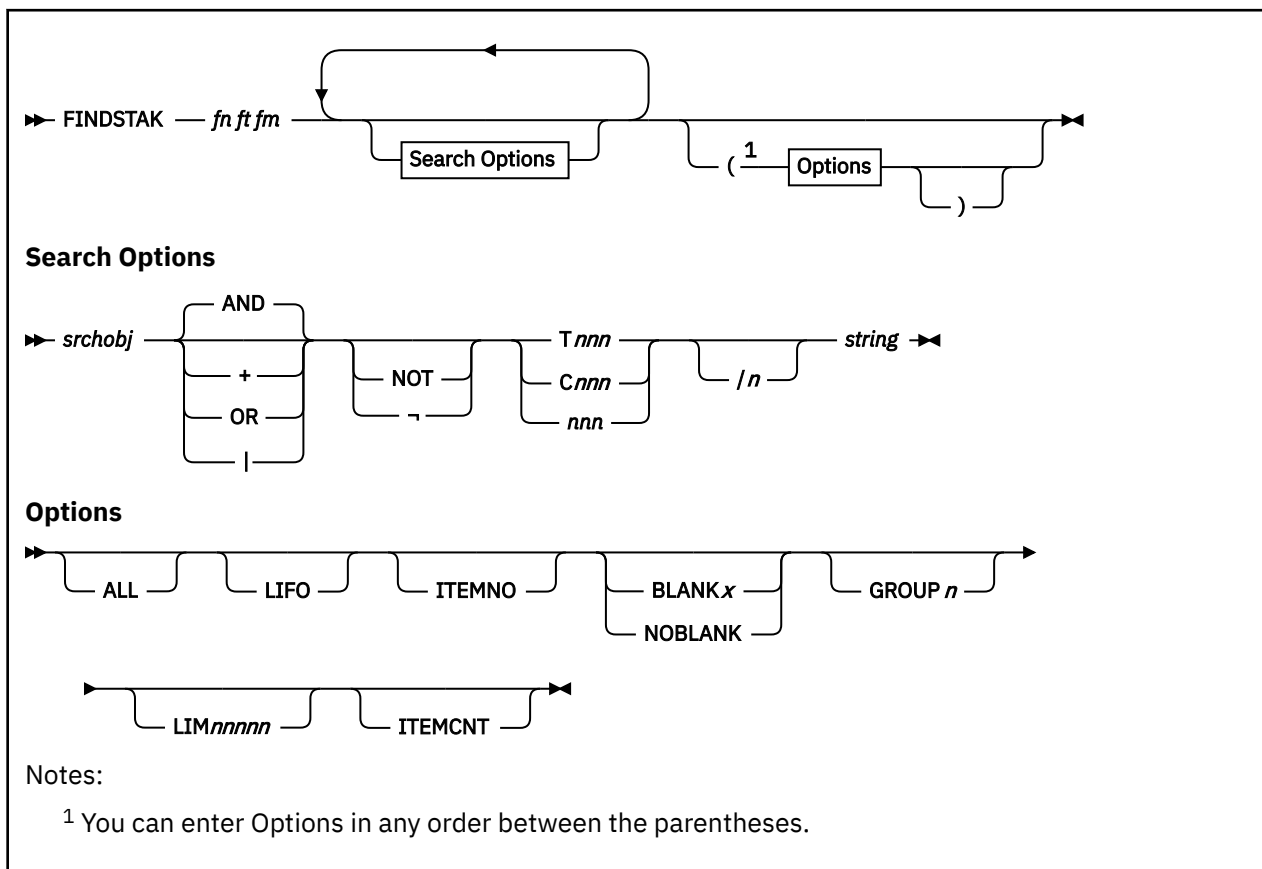 FINDSTAK fn ft fm
Search Options
( 1 Options
)
Search Options
AND
srchobj Tnnn string
+ NOT Cnnn /n
OR ¬ nnn
|
Options
ALL LIFO ITEMNO BLANKx GROUP n
NOBLANK
LIMnnnnn ITEMCNT
Notes:
1 You can enter Options in any order between the parentheses.